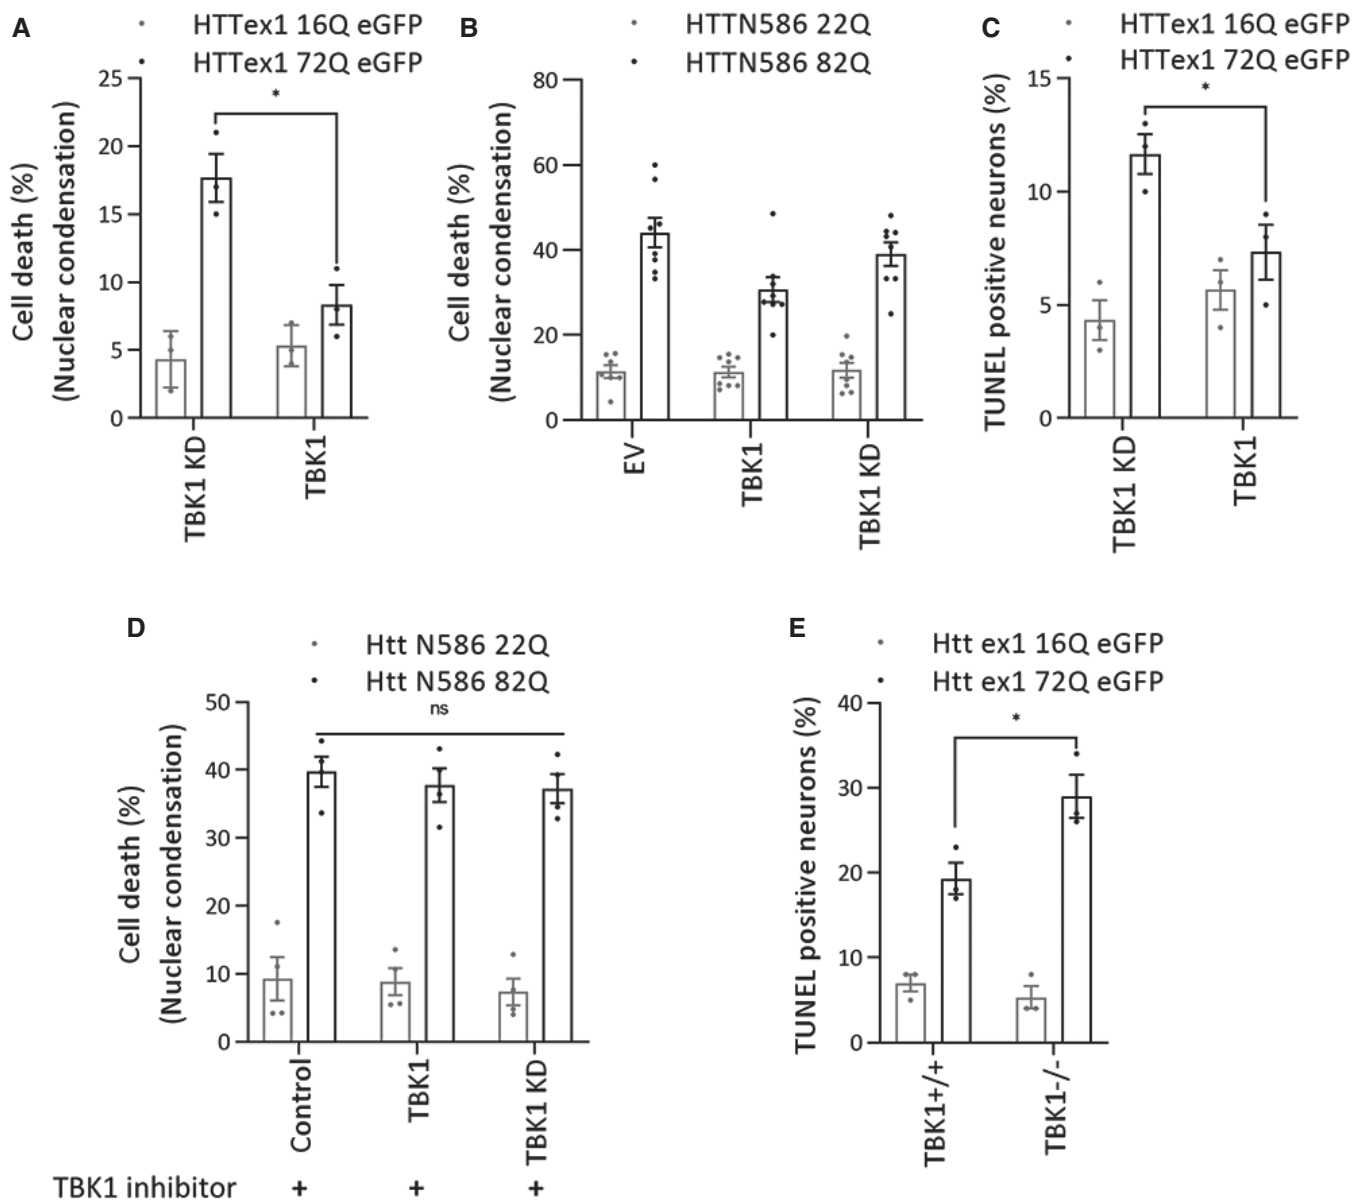 A
HTTex1 16Q eGFP
HTTex1 72Q eGFP
*
Cell death (%)
(Nuclear condensation)
25
20
15
10
5
0
TBK1 KD
TBK1
B
HTTN586 22Q
HTTN586 82Q
Cell death (%)
(Nuclear condensation)
80
60
40
20
0
EV
TBK1
TBK1 KD
C
HTTex1 16Q eGFP
HTTex1 72Q eGFP
*
TUNEL positive neurons (%)
15
10
5
0
TBK1 KD
TBK1
D
Htt N586 22Q
Htt N586 82Q
ns
Cell death (%)
(Nuclear condensation)
50
40
30
20
10
0
Control
TBK1
TBK1 KD
TBK1 inhibitor + + +
E
Htt ex1 16Q eGFP
Htt ex1 72Q eGFP
*
TUNEL positive neurons (%)
40
30
20
10
0
TBK1+/+
TBK1-/-